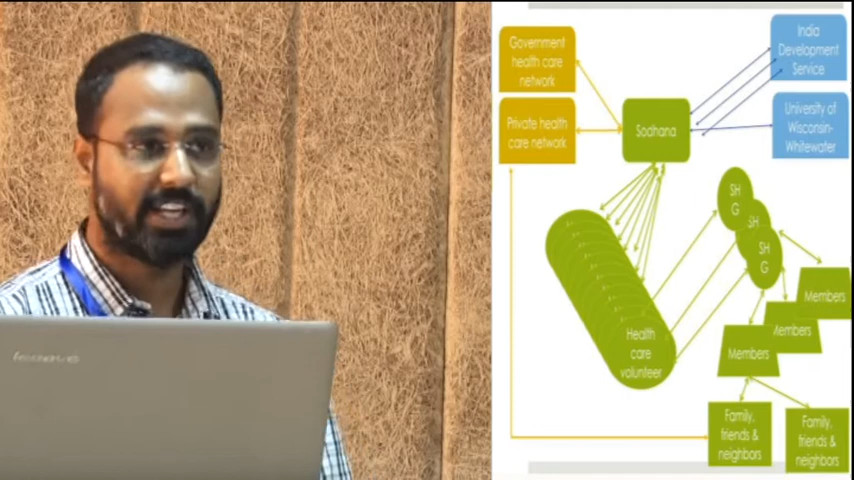 Government
health care
network
India
Development
Service
Private health
care network
Sodhana
University of
Wisconsin-
Whitewater
SH
G
SH
SH
G
Members
Members
Members
Health
care
volunteer
Family,
friends &
neighbors
Family,
friends &
neighbors